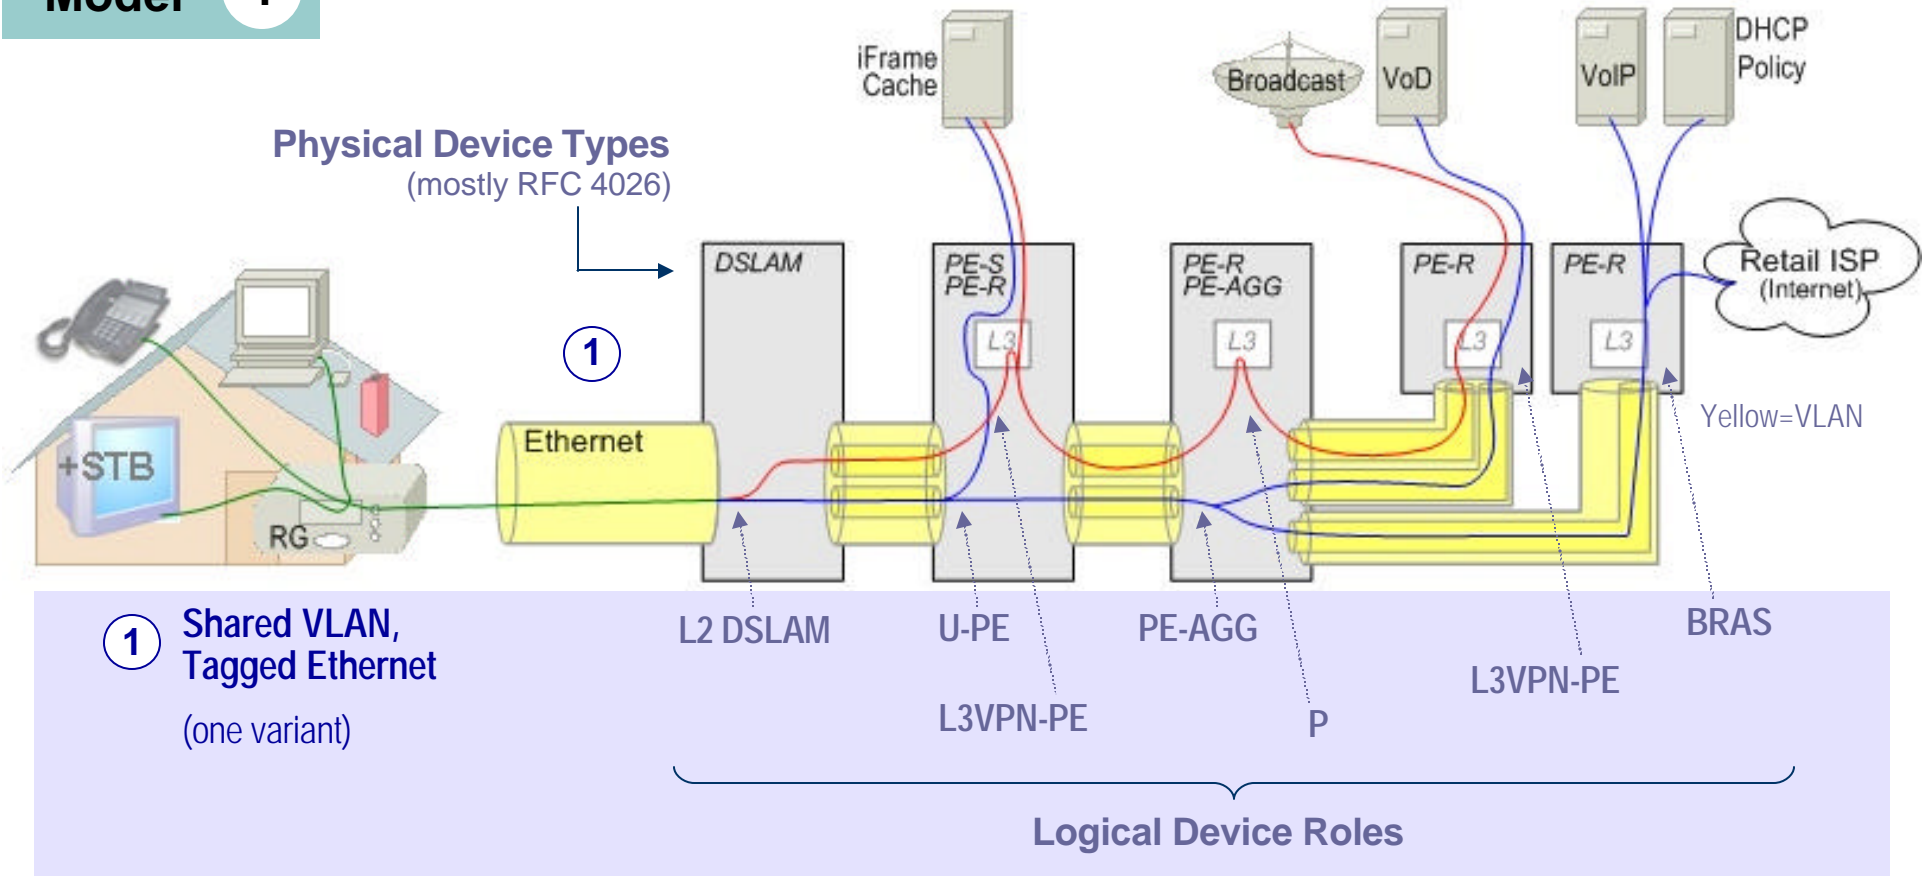 Model
iFrame
Cache
Broadcast
VoD
VoIP
DHCP
Policy
Physical Device Types
(mostly RFC 4026)
DSLAM
PE-S
PE-R
PE-R
PE-AGG
PE-R
PE-R
Retail ISP
(Internet)
L3
L3
L3
L3
1
Yellow=VLAN
Ethernet
+STB
RG
1
Shared VLAN,
Tagged Ethernet
(one variant)
L2 DSLAM
U-PE
PE-AGG
BRAS
L3VPN-PE
L3VPN-PE
P
Logical Device Roles